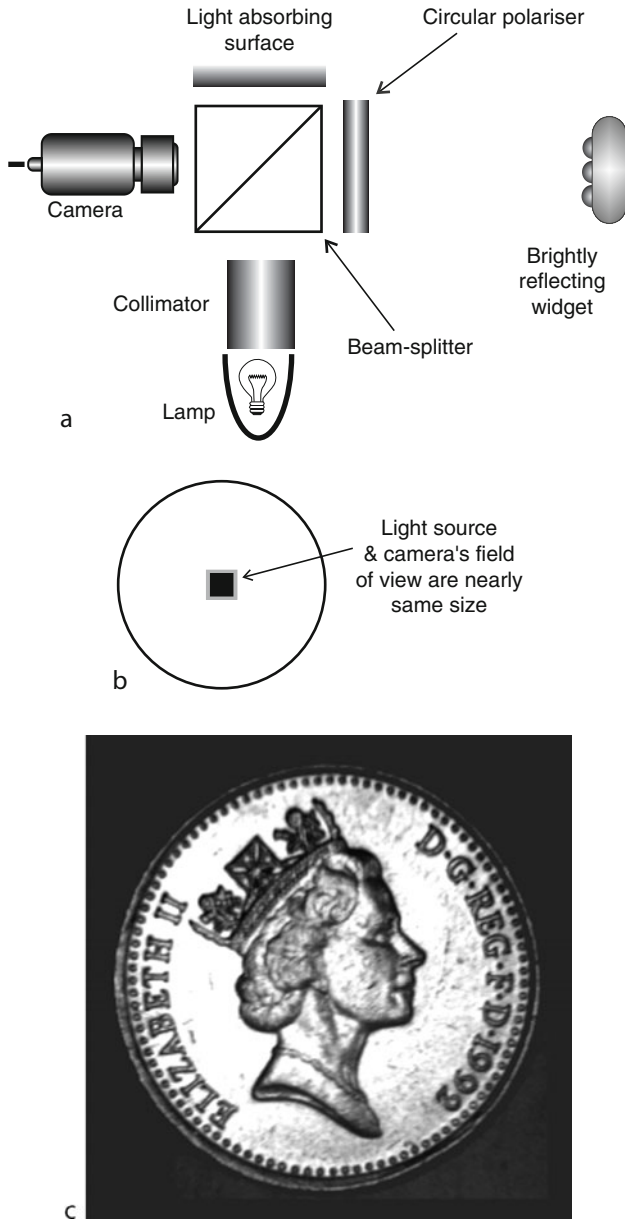 Light absorbing
surface
Circular polariser
Camera
Brightly
reflecting
widget
Collimator
Beam-splitter
Lamp
a
Light source
& camera's field
of view are nearly
same size
b
ELIZABETH II
D·G·REG·F·D·1992
c